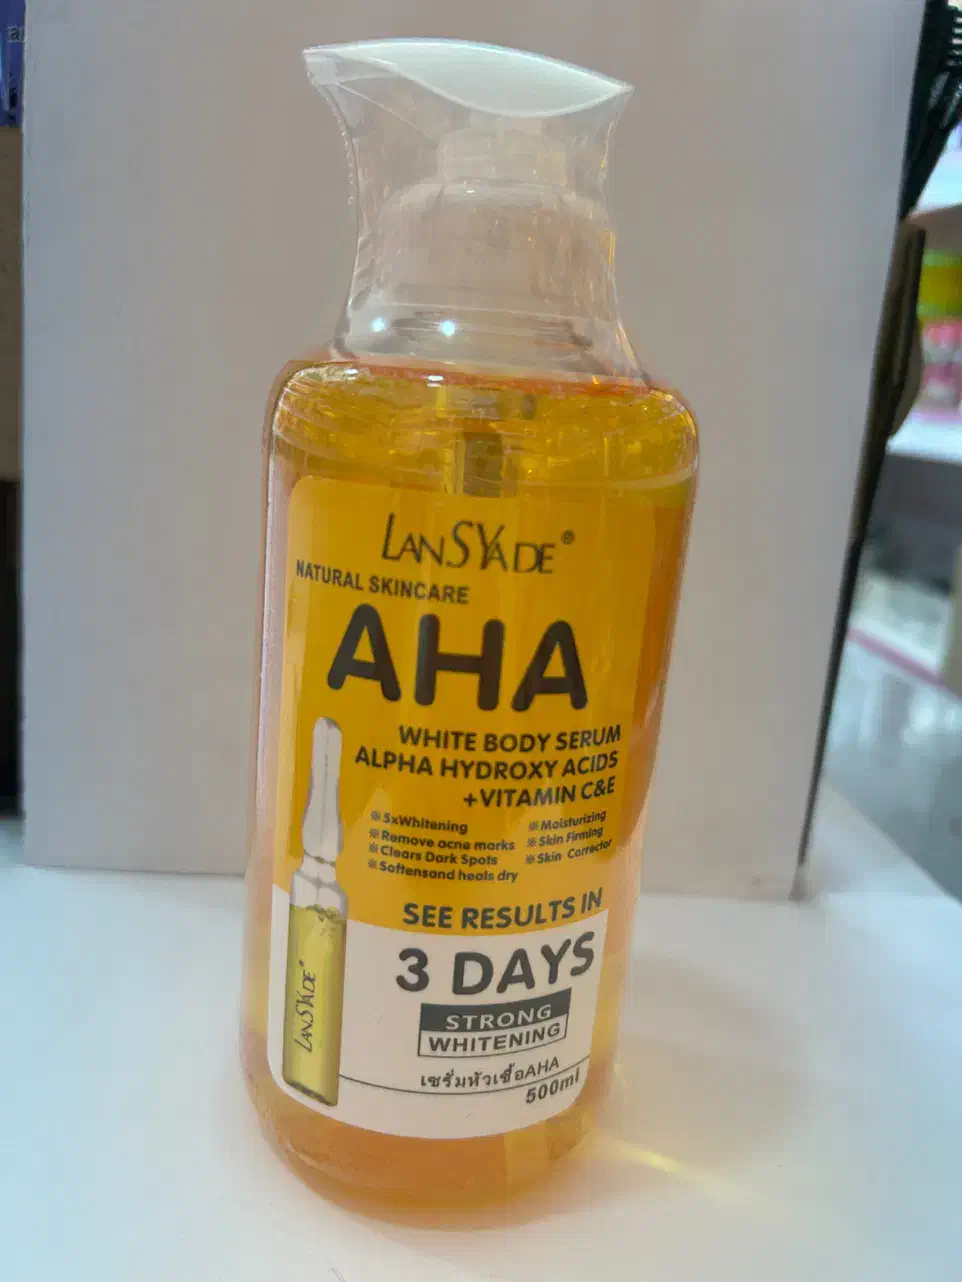 LANSYADE®
NATURAL SKINCARE
AHA
WHITE BODY SERUM
ALPHA HYDROXY ACIDS
+VITAMIN C&E
※5xWhitening
※Remove acne marks
※Clears Dark Spots
※Softensand heals dry
※Moisturizing
※Skin Firming
※Skin Corrector
SEE RESULTS IN
3 DAYS
STRONG
WHITENING
เซรั่มหัวเชื้อAHA
500ml
LANSYADE®